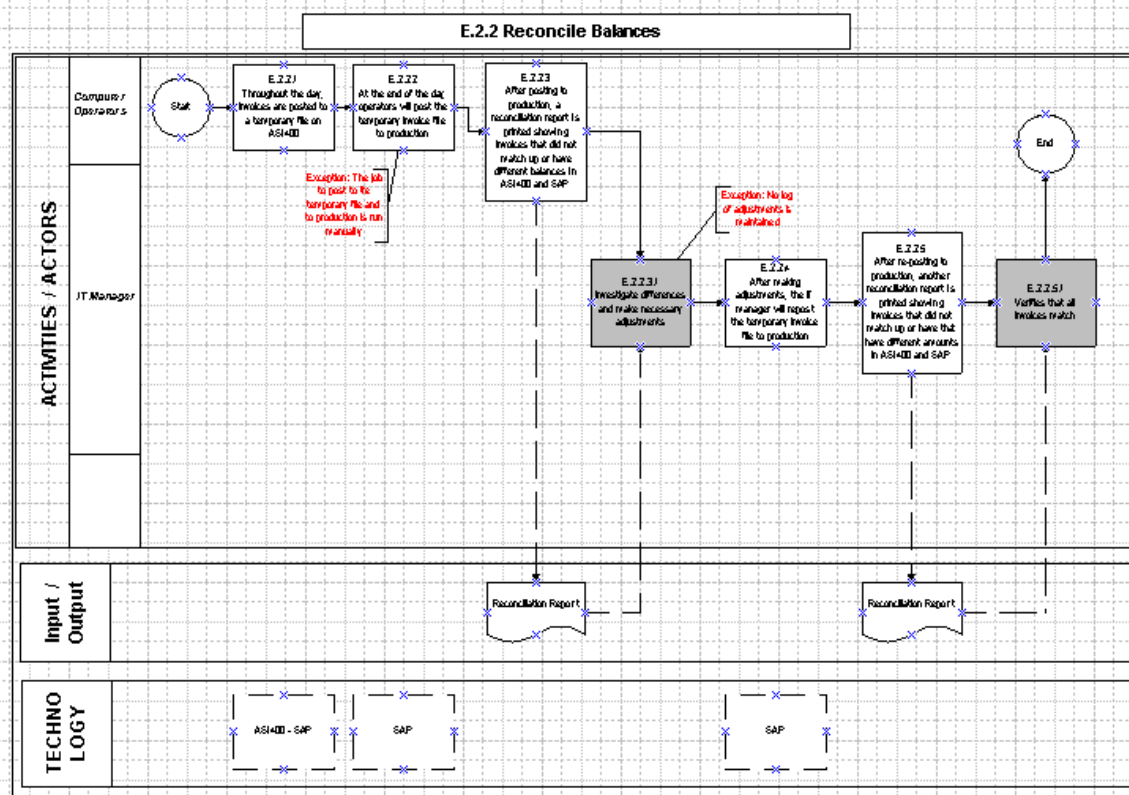 E.2.2 Reconcile Balances
ACTIVITIES / ACTORS
Computer
Operators
Start
E.2.2.1
Throughout the day,
invoices are posted to
a temporary file on
AS/400
E.2.2.2
At the end of the day,
operators will post the
temporary invoice file
to production
E.2.2.3
After posting to
production, a
reconciliation report is
printed showing
invoices that did not
match up or have
different balances in
AS/400 and SAP
End
Exception: The job
to post to the
temporary file and
to production is run
manually
Exception: No log
of adjustments is
maintained
IT Manager
E.2.2.3.1
Investigate differences
and make necessary
adjustments
E.2.2.4
After making
adjustments, the IT
manager will repost
the temporary invoice
file to production
E.2.2.5
After re-posting to
production, another
reconciliation report is
printed showing
invoices that did not
match up or have that
have different amounts
in AS/400 and SAP
E.2.2.5.1
Verifies that all
invoices match
Input /
Output
Reconciliation Report
Reconciliation Report
TECHNO
LOGY
AS/400 - SAP
SAP
SAP